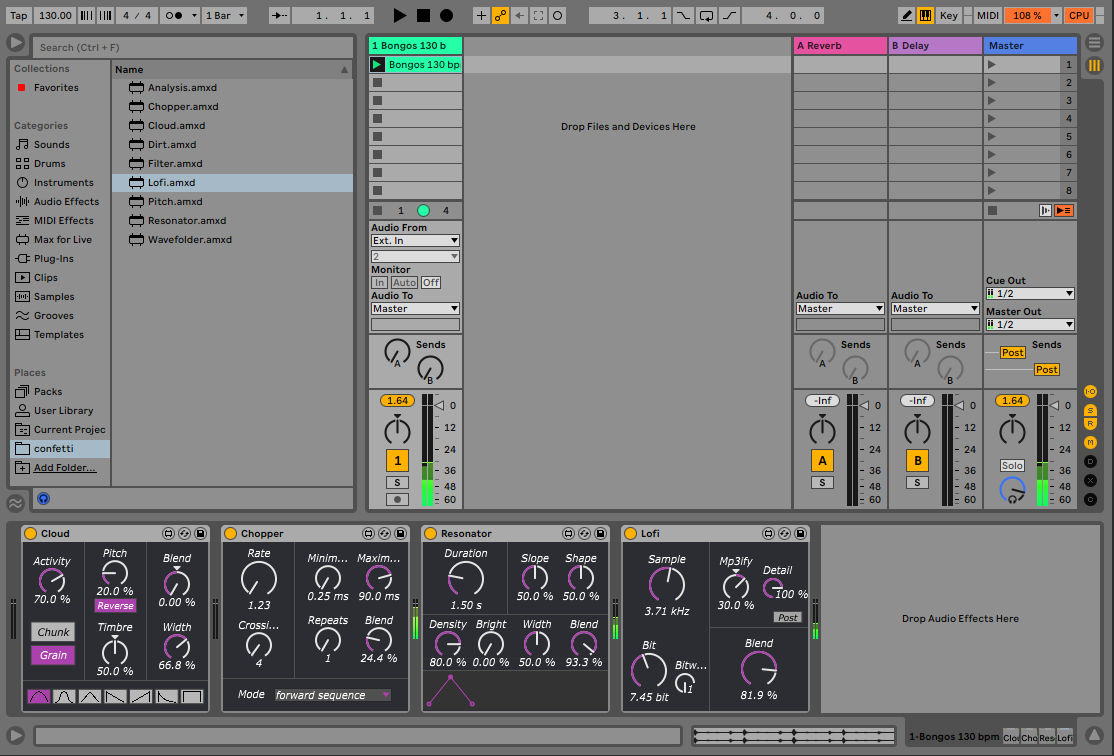 Tap 130.00 4 / 4 1 Bar 1. 1. 1 3. 1. 1 4. 0. 0 Key MIDI 108 % CPU
Search (Ctrl + F)
Collections
Favorites
Categories
Sounds
Drums
Instruments
Audio Effects
MIDI Effects
Max for Live
Plug-Ins
Clips
Samples
Grooves
Templates
Places
Packs
User Library
Current Projec
confetti
Add Folder...
Name
Analysis.amxd
Chopper.amxd
Cloud.amxd
Dirt.amxd
Filter.amxd
Lofi.amxd
Pitch.amxd
Resonator.amxd
Wavefolder.amxd
1 Bongos 130 b
Bongos 130 bp
1 4
Audio From
Ext. In
2
Monitor
In Auto Off
Audio To
Master
Sends
A
B
1.64
0
12
24
36
48
60
1
S
Drop Files and Devices Here
A Reverb
Audio To
Master
Sends
A
B
-Inf
0
12
24
36
48
60
A
S
B Delay
Audio To
Master
Sends
A
B
-Inf
0
12
24
36
48
60
B
S
Master
1
2
3
4
5
6
7
8
Cue Out
1/2
Master Out
1/2
Sends
Post
Post
1.64
0
12
24
36
48
60
Solo
I·O
S
R
M
D
X
C
Cloud
Activity
70.0 %
Chunk
Grain
Pitch
20.0 %
Reverse
Timbre
50.0 %
Blend
0.00 %
Width
66.8 %
Chopper
Rate
1.23
Minim...
0.25 ms
Maxim...
90.0 ms
Crossi...
4
Repeats
1
Blend
24.4 %
Mode forward sequence
Resonator
Duration
1.50 s
Slope
50.0 %
Shape
50.0 %
Density
80.0 %
Bright
0.00 %
Width
50.0 %
Blend
93.3 %
Lofi
Sample
3.71 kHz
Bit
7.45 bit
Bitw...
1
Mp3ify
30.0 %
Detail
100 %
Post
Blend
81.9 %
Drop Audio Effects Here
1-Bongos 130 bpm Clou Cho Res Lofi